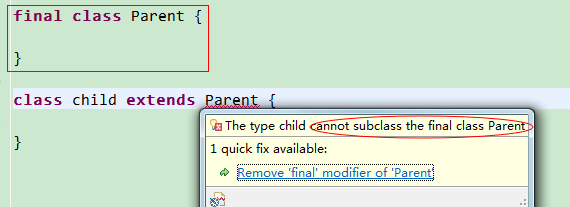 final class Parent {
}
class child extends Parent {
The type child cannot subclass the final class Parent
1 quick fix available:
}
Remove 'final' modifier of 'Parent'